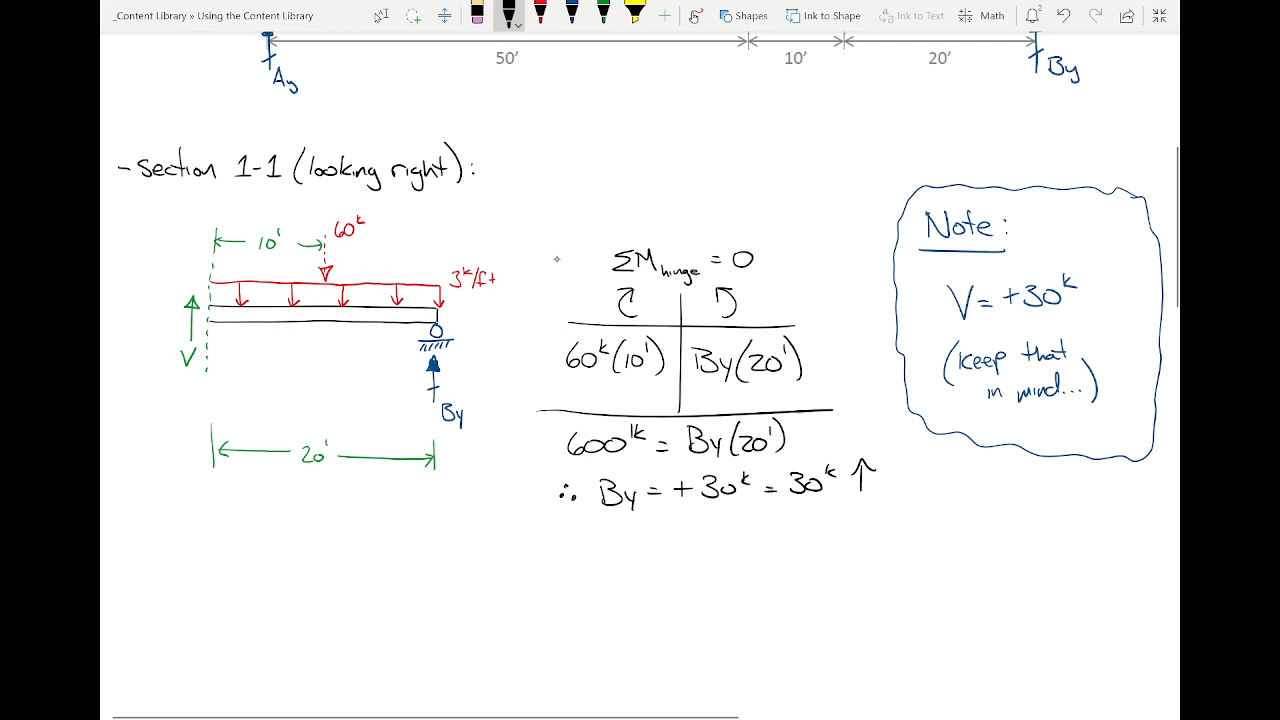 _Content Library » Using the Content Library
Shapes
Ink to Shape
Ink to Text
Math
2
50'
10'
20'
Ay
By
- Section 1-1 (looking right):
60k
10'
3k/ft
V
By
20'
ΣMhinge = 0
60k(10') By(20')
600'k = By(20')
∴ By = +30k = 30k ↑
Note:
V = +30k
(keep that
in mind...)